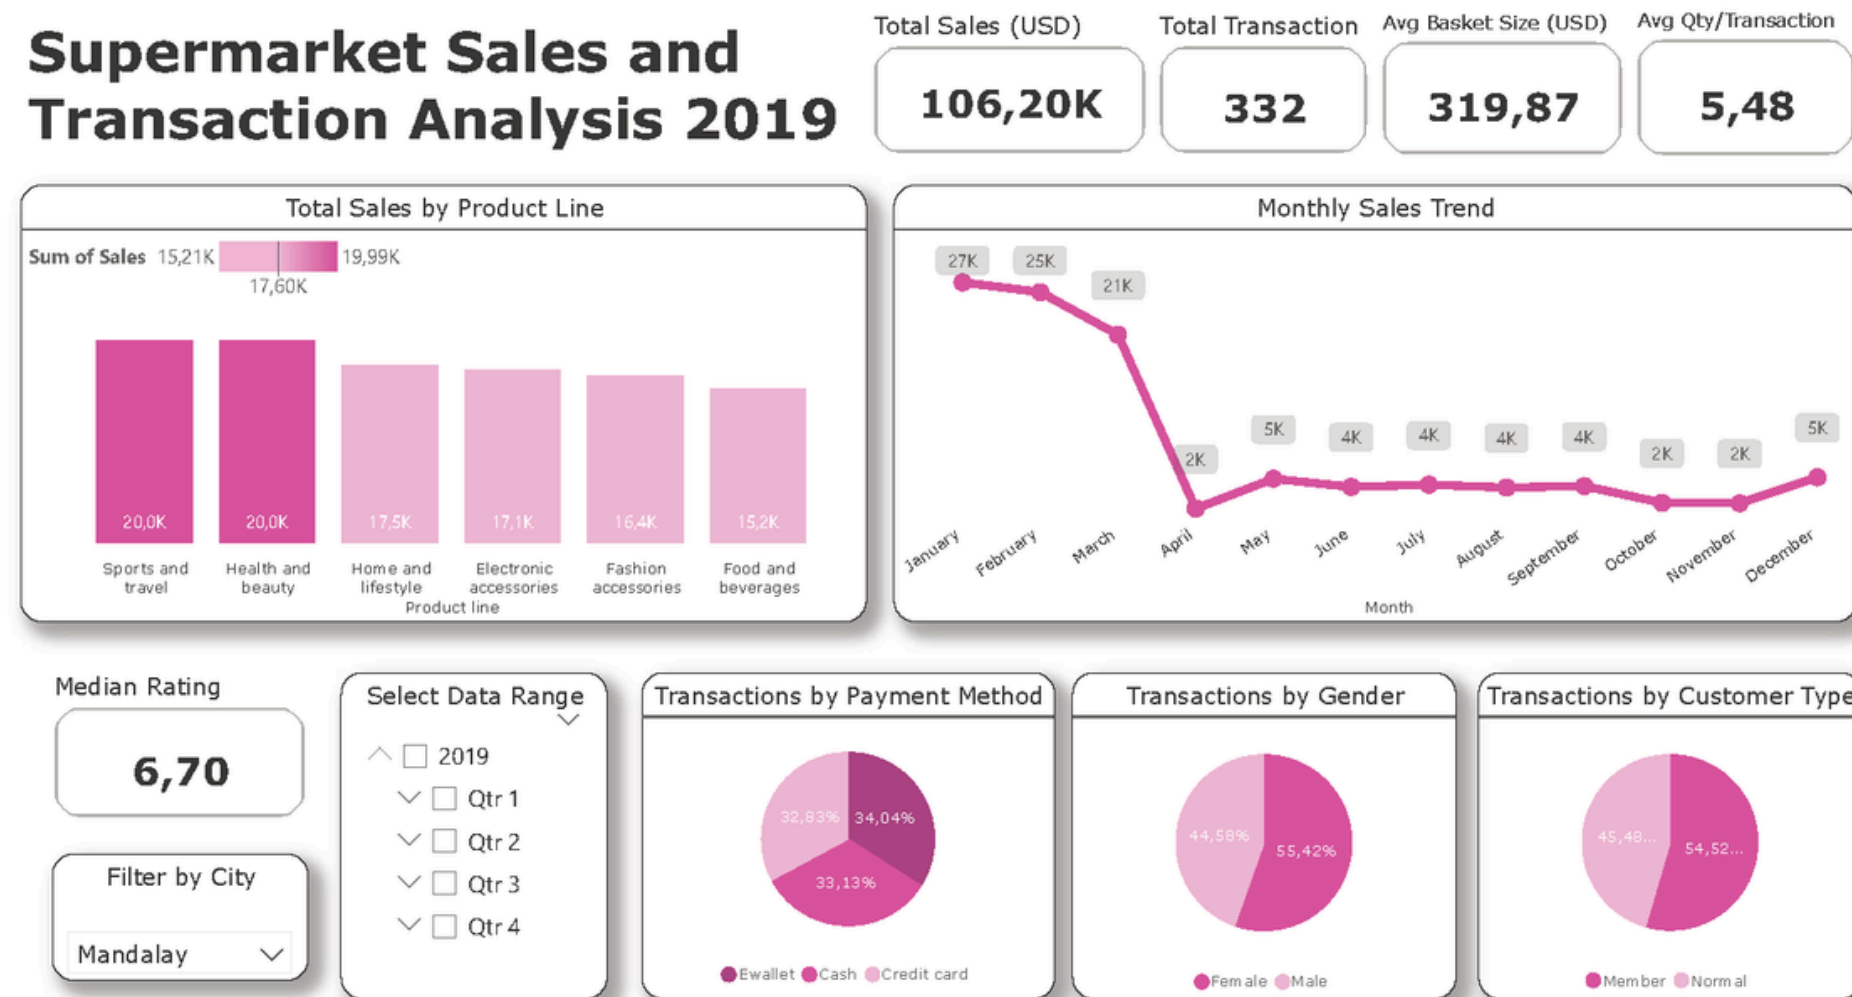 Supermarket Sales and
Transaction Analysis 2019
Total Sales (USD)
106,20K
Total Transaction
332
Avg Basket Size (USD)
319,87
Avg Qty/Transaction
5,48
Total Sales by Product Line
Sum of Sales 15,21K 19,99K
17,60K
20,0K 20,0K 17,5K 17,1K 16,4K 15,2K
Sports and travel
Health and beauty
Home and lifestyle
Electronic accessories
Fashion accessories
Food and beverages
Product line
Monthly Sales Trend
27K 25K 21K 2K 5K 4K 4K 4K 4K 2K 2K 5K
January February March April May June July August September October November December
Month
Median Rating
6,70
Filter by City
Mandalay
Select Data Range
2019
Qtr 1
Qtr 2
Qtr 3
Qtr 4
Transactions by Payment Method
32,83% 34,04%
33,13%
Ewallet Cash Credit card
Transactions by Gender
44,58% 55,42%
Female Male
Transactions by Customer Type
45,48... 54,52...
Member Normal